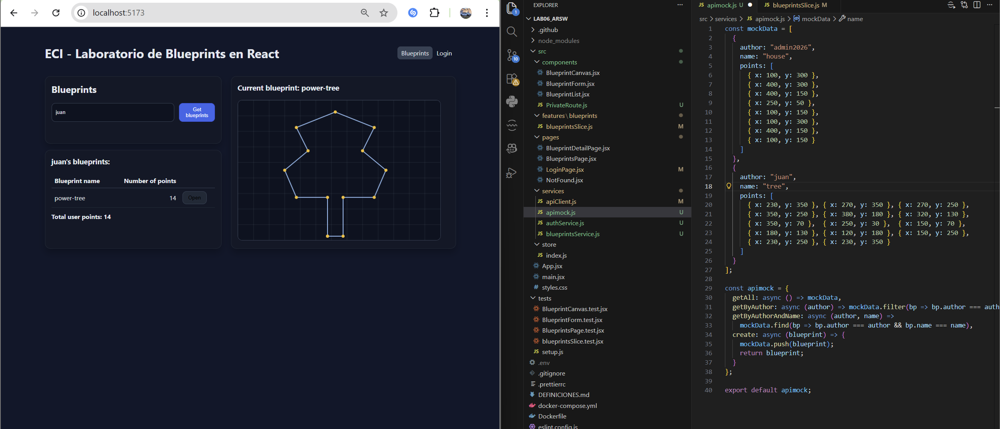 localhost:5173
ECI - Laboratorio de Blueprints en React
Blueprints
Login
Blueprints
juan
Get
blueprints
juan's blueprints:
Blueprint name
Number of points
power-tree
14
Open
Total user points: 14
Current blueprint: power-tree
1
10
EXPLORER
LAB06_ARSW
.github
node_modules
src
components
BlueprintCanvas.jsx
BlueprintForm.jsx
BlueprintList.jsx
JS PrivateRoute.js U
features\blueprints
JS blueprintsSlice.js M
pages
BlueprintDetailPage.jsx
BlueprintsPage.jsx
LoginPage.jsx M
NotFound.jsx
services
JS apiClient.js M
JS apimock.js U
JS authService.js U
JS blueprintsService.js U
store
JS index.js
App.jsx
main.jsx
# styles.css
tests
BlueprintCanvas.test.jsx
BlueprintForm.test.jsx
BlueprintsPage.test.jsx
blueprintsSlice.test.jsx
JS setup.js
.env
.gitignore
.prettierrc
DEFINICIONES.md
docker-compose.yml
Dockerfile
eslint.config.js
JS apimock.js U
JS blueprintsSlice.js M
src > services > JS apimock.js > mockData > name
1 const mockData = [
2 {
3 author: "admin2026",
4 name: "house",
5 points: [
6 { x: 100, y: 300 },
7 { x: 400, y: 300 },
8 { x: 400, y: 150 },
9 { x: 250, y: 50 },
10 { x: 100, y: 150 },
11 { x: 100, y: 300 },
12 { x: 400, y: 150 },
13 { x: 100, y: 150 }
14 ]
15 },
16 {
17 author: "juan",
18 name: "tree",
19 points: [
20 { x: 230, y: 350 }, { x: 270, y: 350 }, { x: 270, y: 250 },
21 { x: 350, y: 250 }, { x: 380, y: 180 }, { x: 320, y: 130 },
22 { x: 350, y: 70 }, { x: 250, y: 30 }, { x: 150, y: 70 },
23 { x: 180, y: 130 }, { x: 120, y: 180 }, { x: 150, y: 250 },
24 { x: 230, y: 250 }, { x: 230, y: 350 }
25 ]
26 }
27 ];
28
29 const apimock = {
30 getAll: async () => mockData,
31 getByAuthor: async (author) => mockData.filter(bp => bp.author === auth
32 getByAuthorAndName: async (author, name) =>
33 mockData.find(bp => bp.author === author && bp.name === name),
34 create: async (blueprint) => {
35 mockData.push(blueprint);
36 return blueprint;
37 }
38 };
39
40 export default apimock;